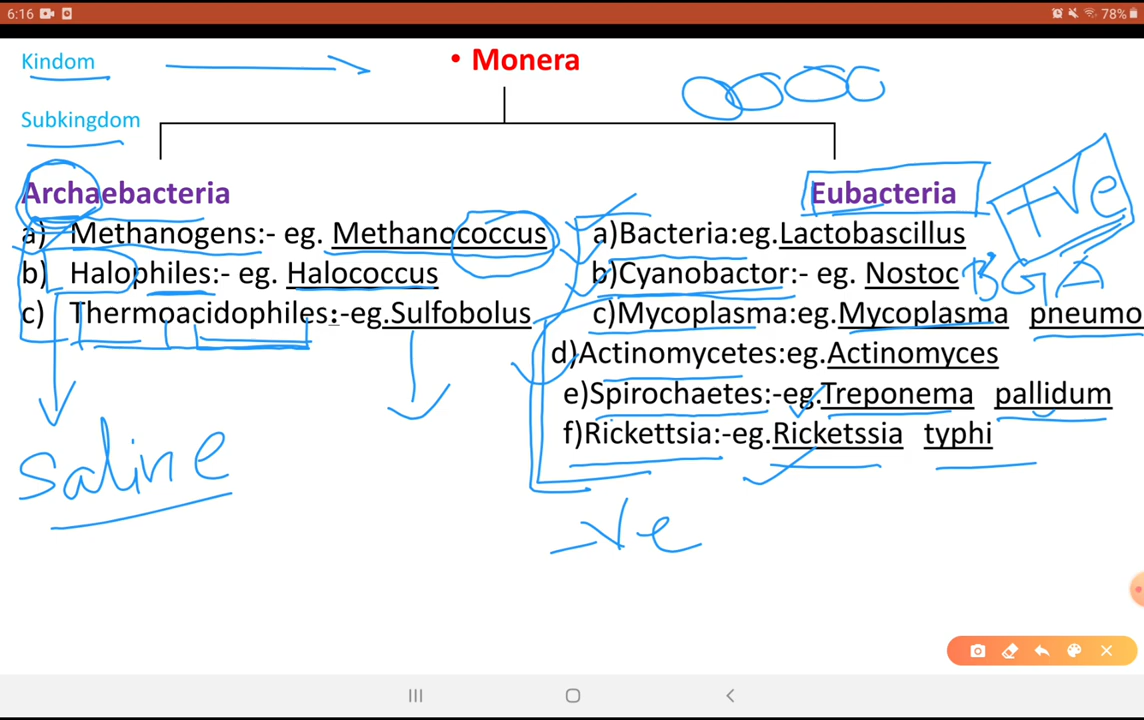 6:16 78%
Kindom • Monera
Subkingdom
Archaebacteria
a) Methanogens:- eg. Methanococcus
b) Halophiles:- eg. Halococcus
c) Thermoacidophiles:-eg.Sulfobolus
saline
Eubacteria +ve
a)Bacteria:eg.Lactobascillus
b)Cyanobactor:- eg. Nostoc BGA
c)Mycoplasma:eg.Mycoplasma pneumo
d)Actinomycetes:eg.Actinomyces
e)Spirochaetes:-eg.Treponema pallidum
f)Rickettsia:-eg.Ricketssia typhi
-ve